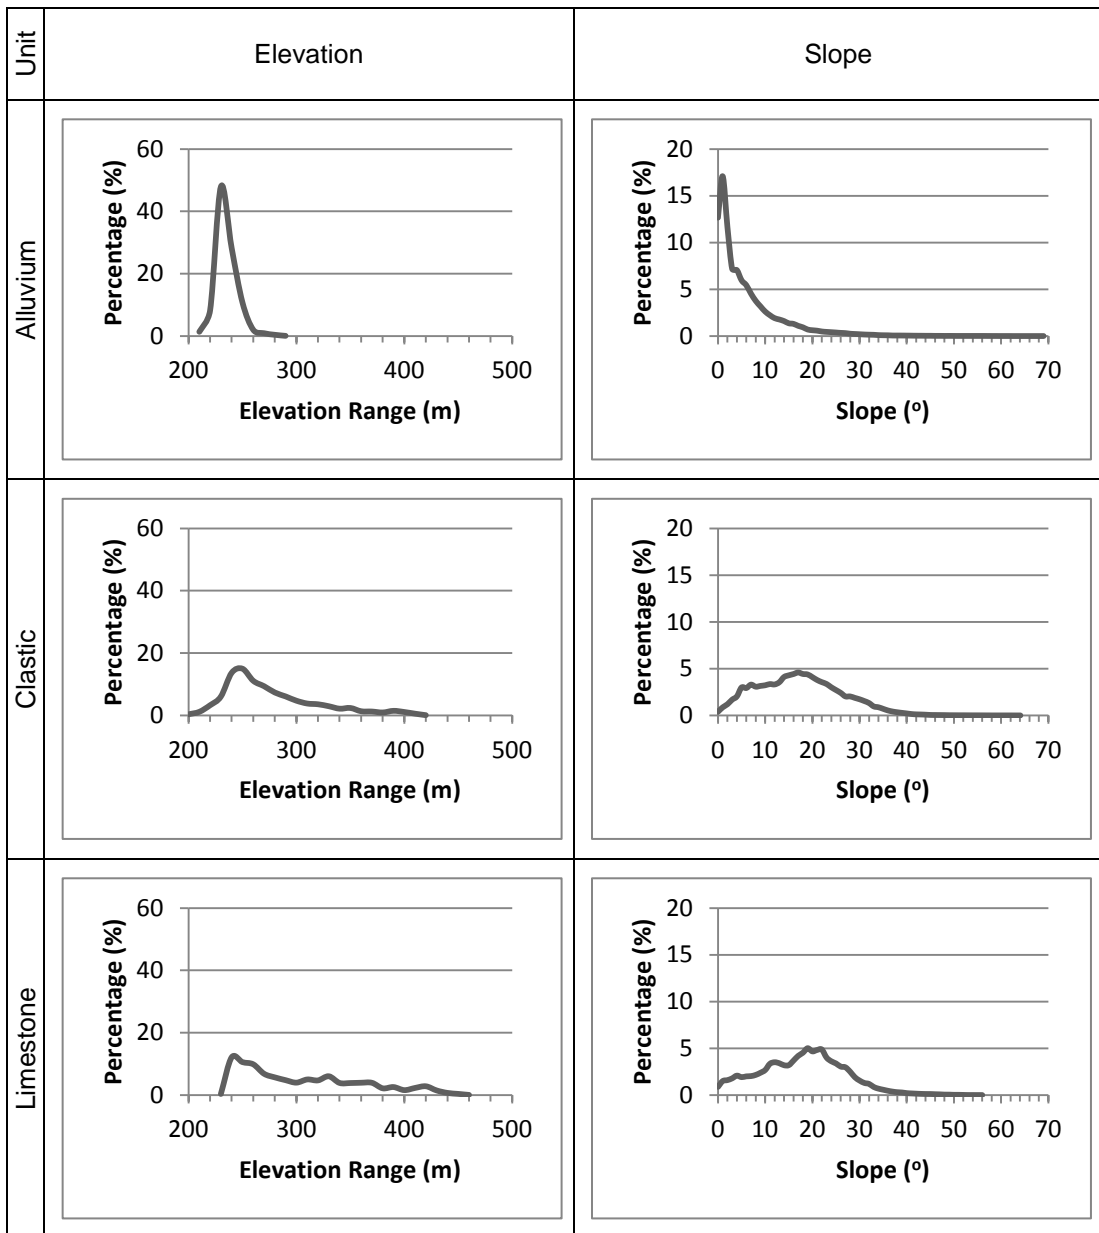 Unit
Elevation
Slope
Alluvium
Percentage (%)
60
40
20
0
200 300 400 500
Elevation Range (m)
Percentage (%)
20
15
10
5
0
0 10 20 30 40 50 60 70
Slope (º)
Clastic
Percentage (%)
60
40
20
0
200 300 400 500
Elevation Range (m)
Percentage (%)
20
15
10
5
0
0 10 20 30 40 50 60 70
Slope (º)
Limestone
Percentage (%)
60
40
20
0
200 300 400 500
Elevation Range (m)
Percentage (%)
20
15
10
5
0
0 10 20 30 40 50 60 70
Slope (º)